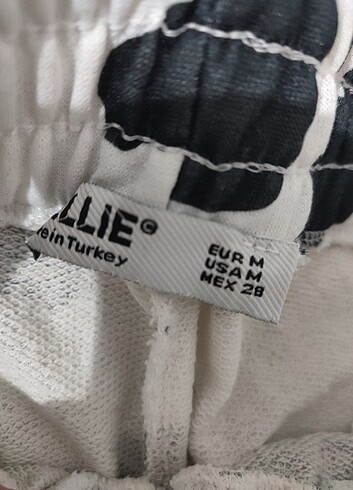 LLIE©
e in Turkey
EUR M
USA M
MEX 28